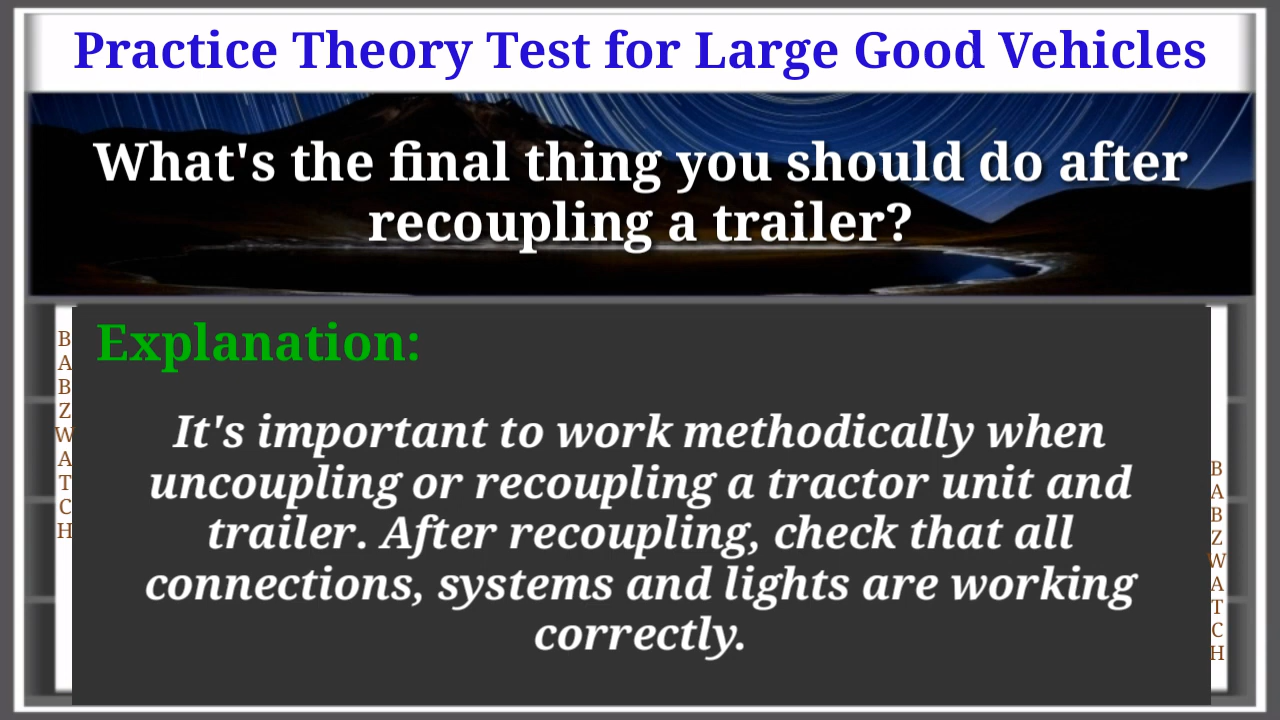 Practice Theory Test for Large Good Vehicles
What's the final thing you should do after
recoupling a trailer?
Explanation:
It's important to work methodically when
uncoupling or recoupling a tractor unit and
trailer. After recoupling, check that all
connections, systems and lights are working
correctly.
BABZWATCH
BABZWATCH